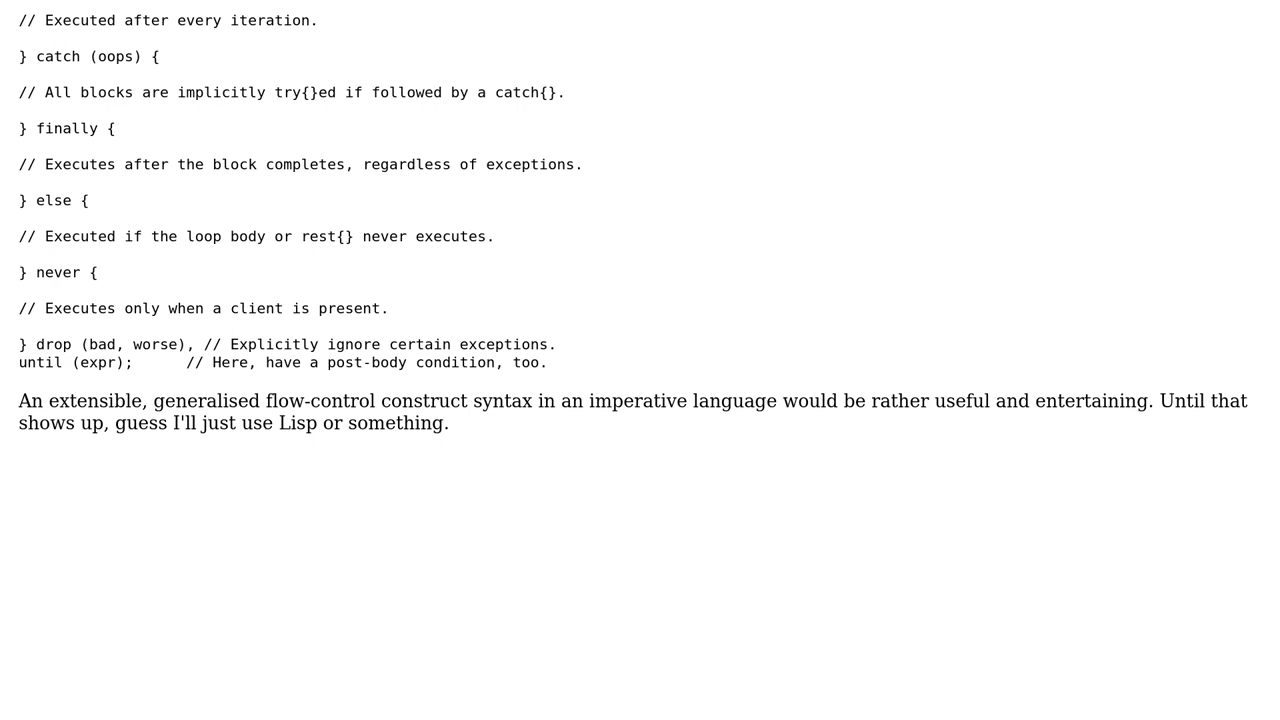 // Executed after every iteration.
} catch (oops) {
// All blocks are implicitly try{}ed if followed by a catch{}.
} finally {
// Executes after the block completes, regardless of exceptions.
} else {
// Executed if the loop body or rest{} never executes.
} never {
// Executes only when a client is present.
} drop (bad, worse), // Explicitly ignore certain exceptions.
until (expr);      // Here, have a post-body condition, too.
An extensible, generalised flow-control construct syntax in an imperative language would be rather useful and entertaining. Until that
shows up, guess I'll just use Lisp or something.